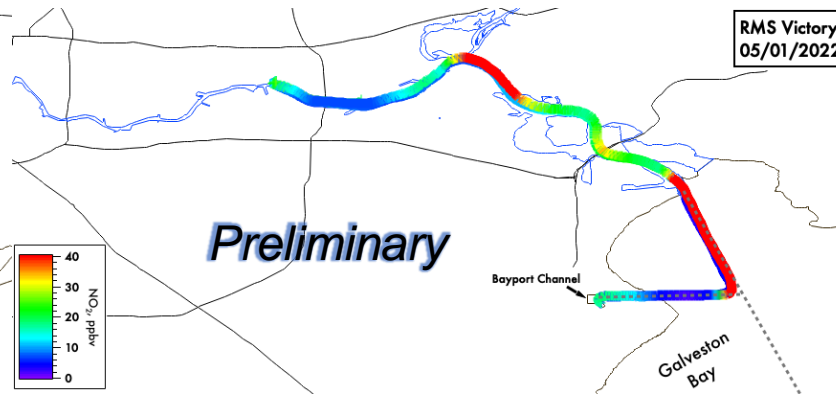 RMS Victory
05/01/2022
Preliminary
Bayport Channel
40
30
20
10
0
NO2, ppbv
Galveston
Bay